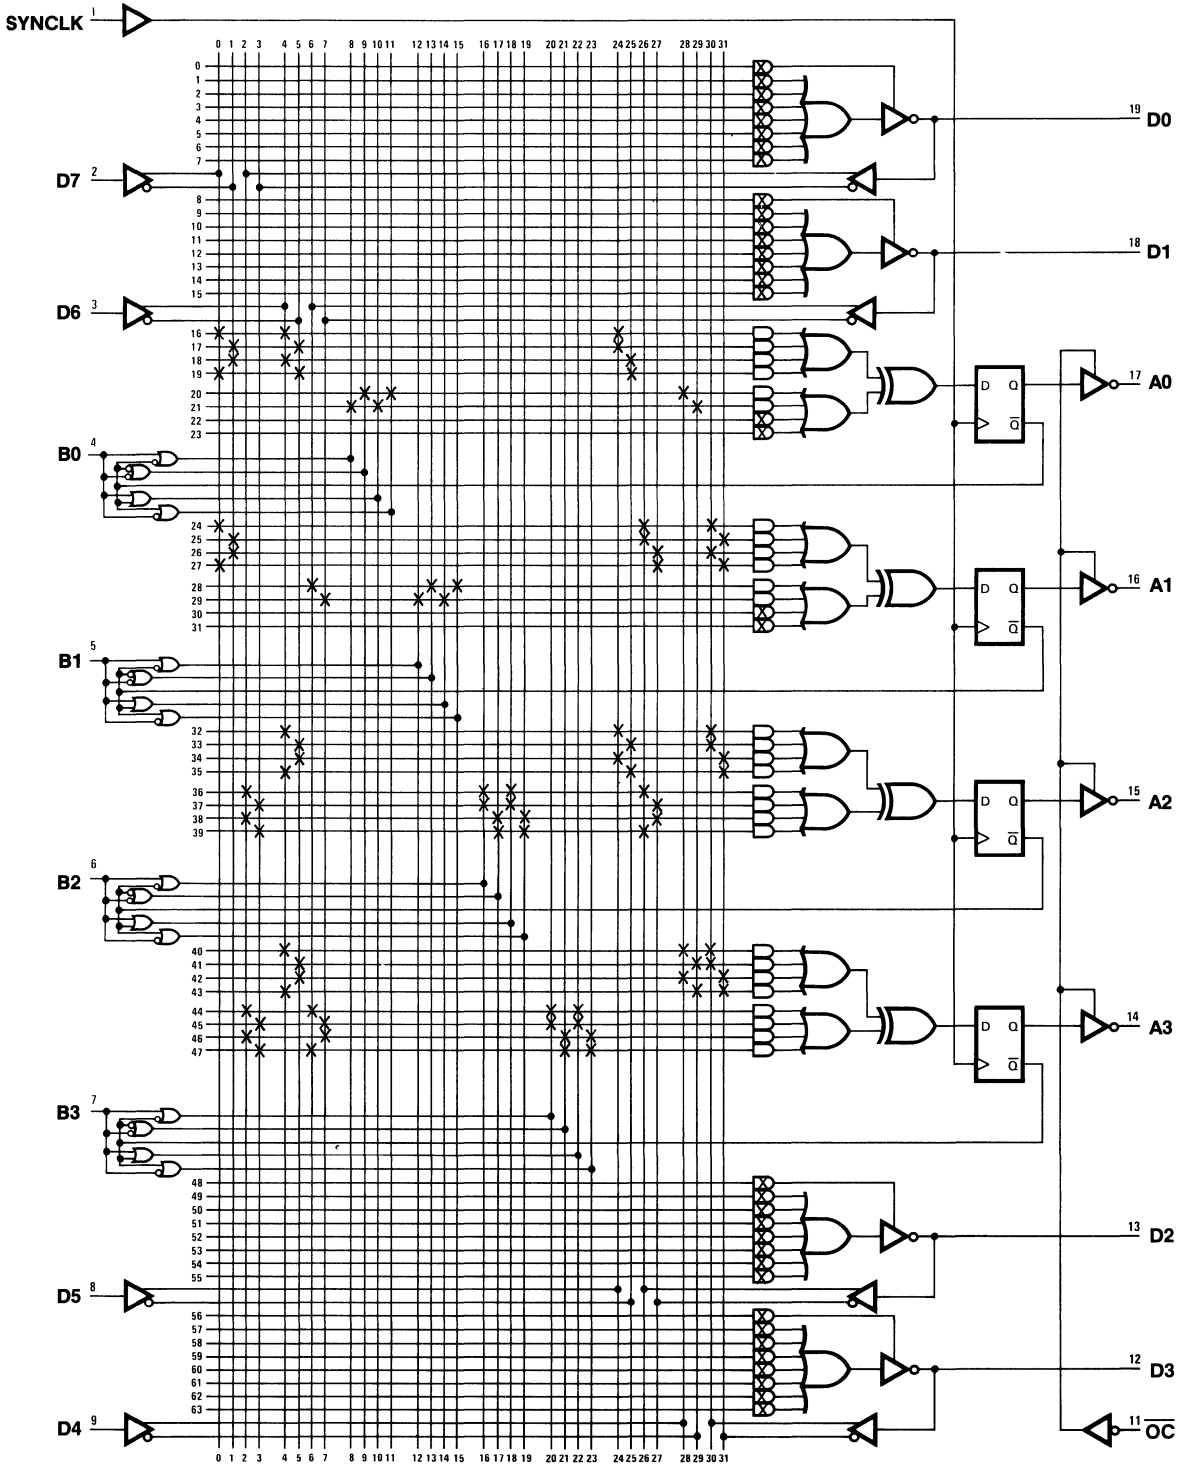 SYNCLK 1
0 1 2 3 4 5 6 7 8 9 10 11 12 13 14 15 16 17 18 19 20 21 22 23 24 25 26 27 28 29 30 31
0
1
2
3
4
5
6
7
19 D0
D7 2
8
9
10
11
12
13
14
15
18 D1
D6 3
16
17
18
19
20
21
22
23
D Q
Q̅
17 A0
B0 4
24
25
26
27
28
29
30
31
D Q
Q̅
16 A1
B1 5
32
33
34
35
36
37
38
39
D Q
Q̅
15 A2
B2 6
40
41
42
43
44
45
46
47
D Q
Q̅
14 A3
B3 7
48
49
50
51
52
53
54
55
13 D2
D5 8
56
57
58
59
60
61
62
63
12 D3
D4 9
11 O̅C̅
0 1 2 3 4 5 6 7 8 9 10 11 12 13 14 15 16 17 18 19 20 21 22 23 24 25 26 27 28 29 30 31